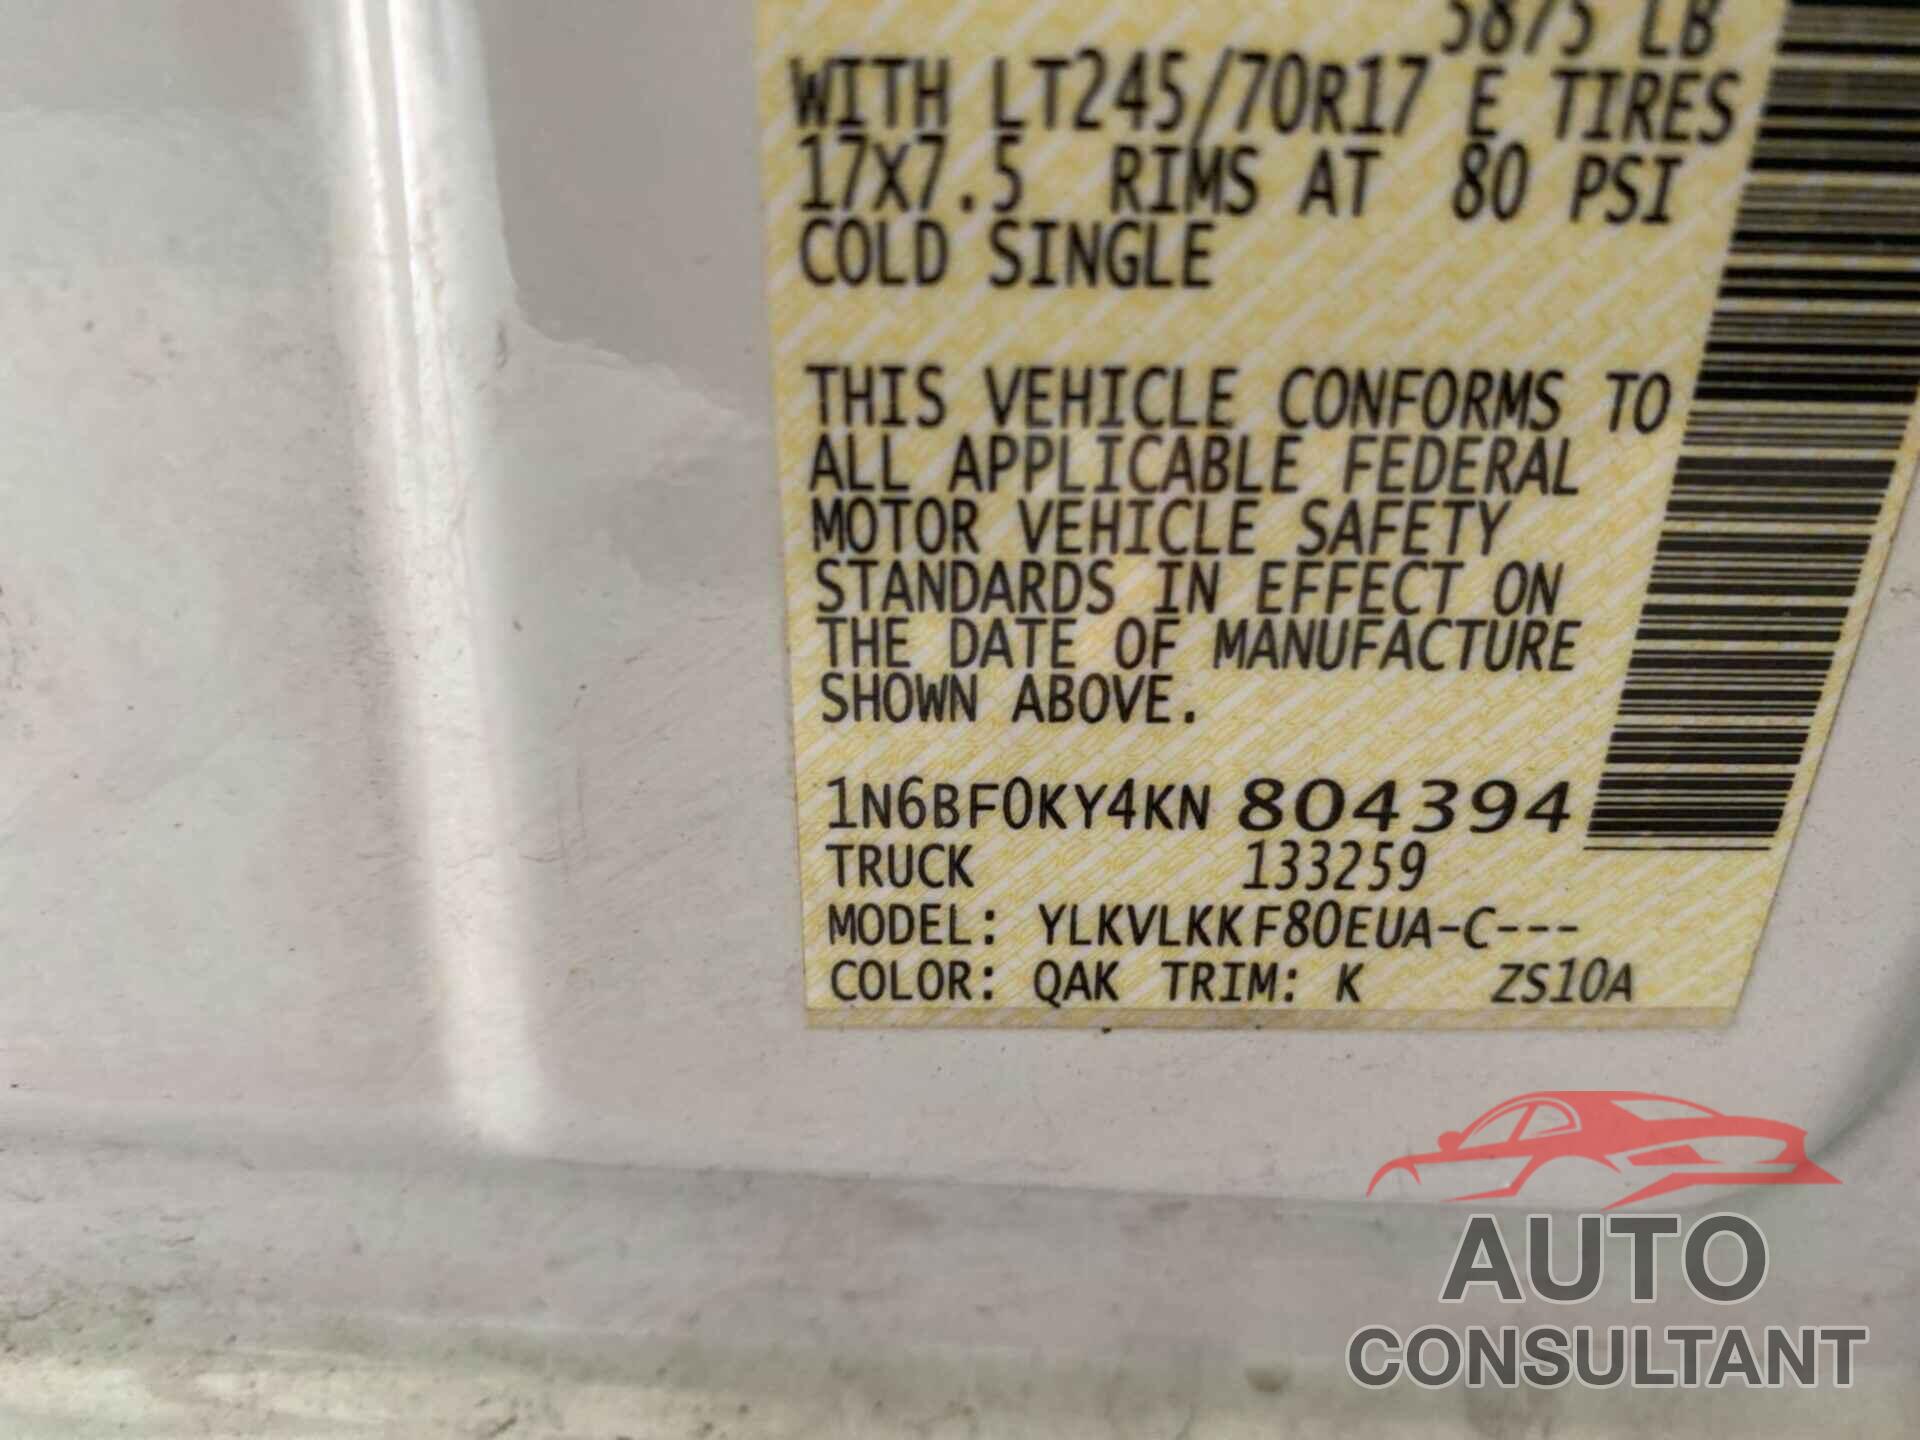 5875 LB
WITH LT245/70R17 E TIRES
17X7.5 RIMS AT 80 PSI
COLD SINGLE
THIS VEHICLE CONFORMS TO
ALL APPLICABLE FEDERAL
MOTOR VEHICLE SAFETY
STANDARDS IN EFFECT ON
THE DATE OF MANUFACTURE
SHOWN ABOVE.
1N6BF0KY4KN 804394
TRUCK 133259
MODEL: YLKVLKKF80EUA-C---
COLOR: QAK TRIM: K ZS10A
AUTO
CONSULTANT